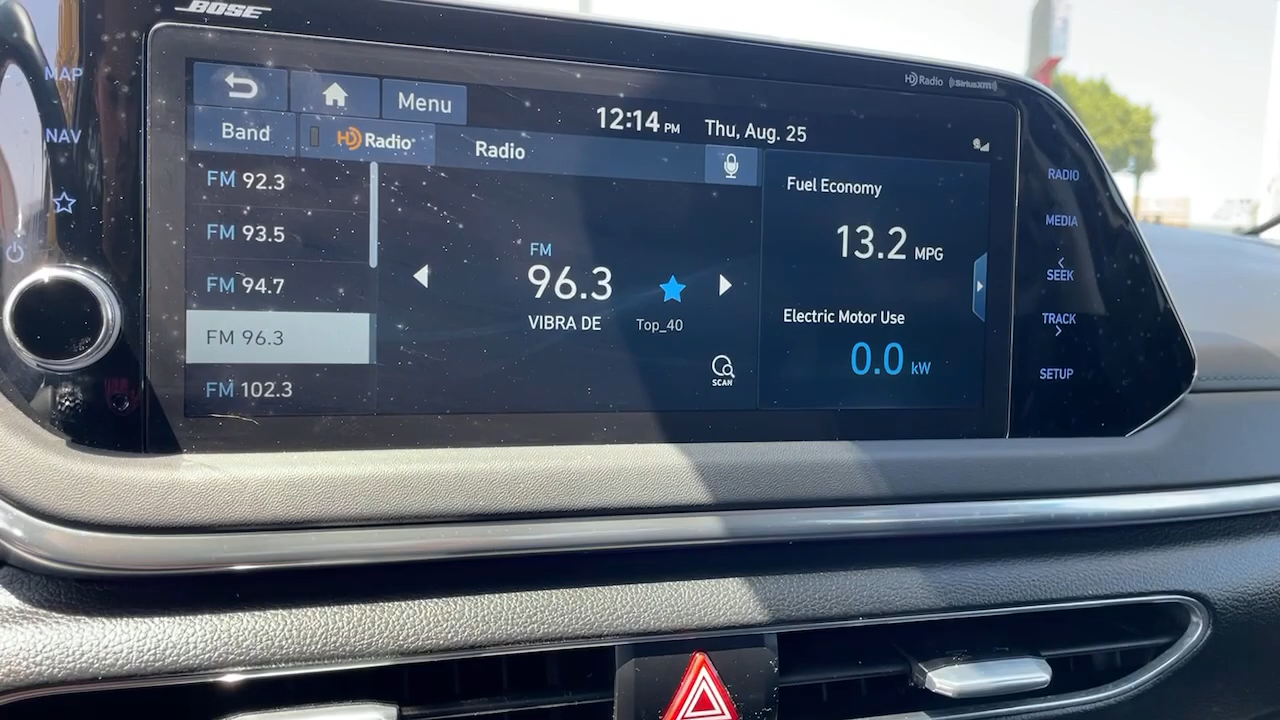 BOSE
HD Radio SiriusXM
MAP
NAV
Menu
12:14 PM Thu, Aug. 25
Band
HD Radio
Radio
FM 92.3
FM 93.5
FM 94.7
FM 96.3
FM 102.3
FM
96.3
VIBRA DE
Top_40
SCAN
Fuel Economy
13.2 MPG
Electric Motor Use
0.0 kW
RADIO
MEDIA
SEEK
TRACK
SETUP